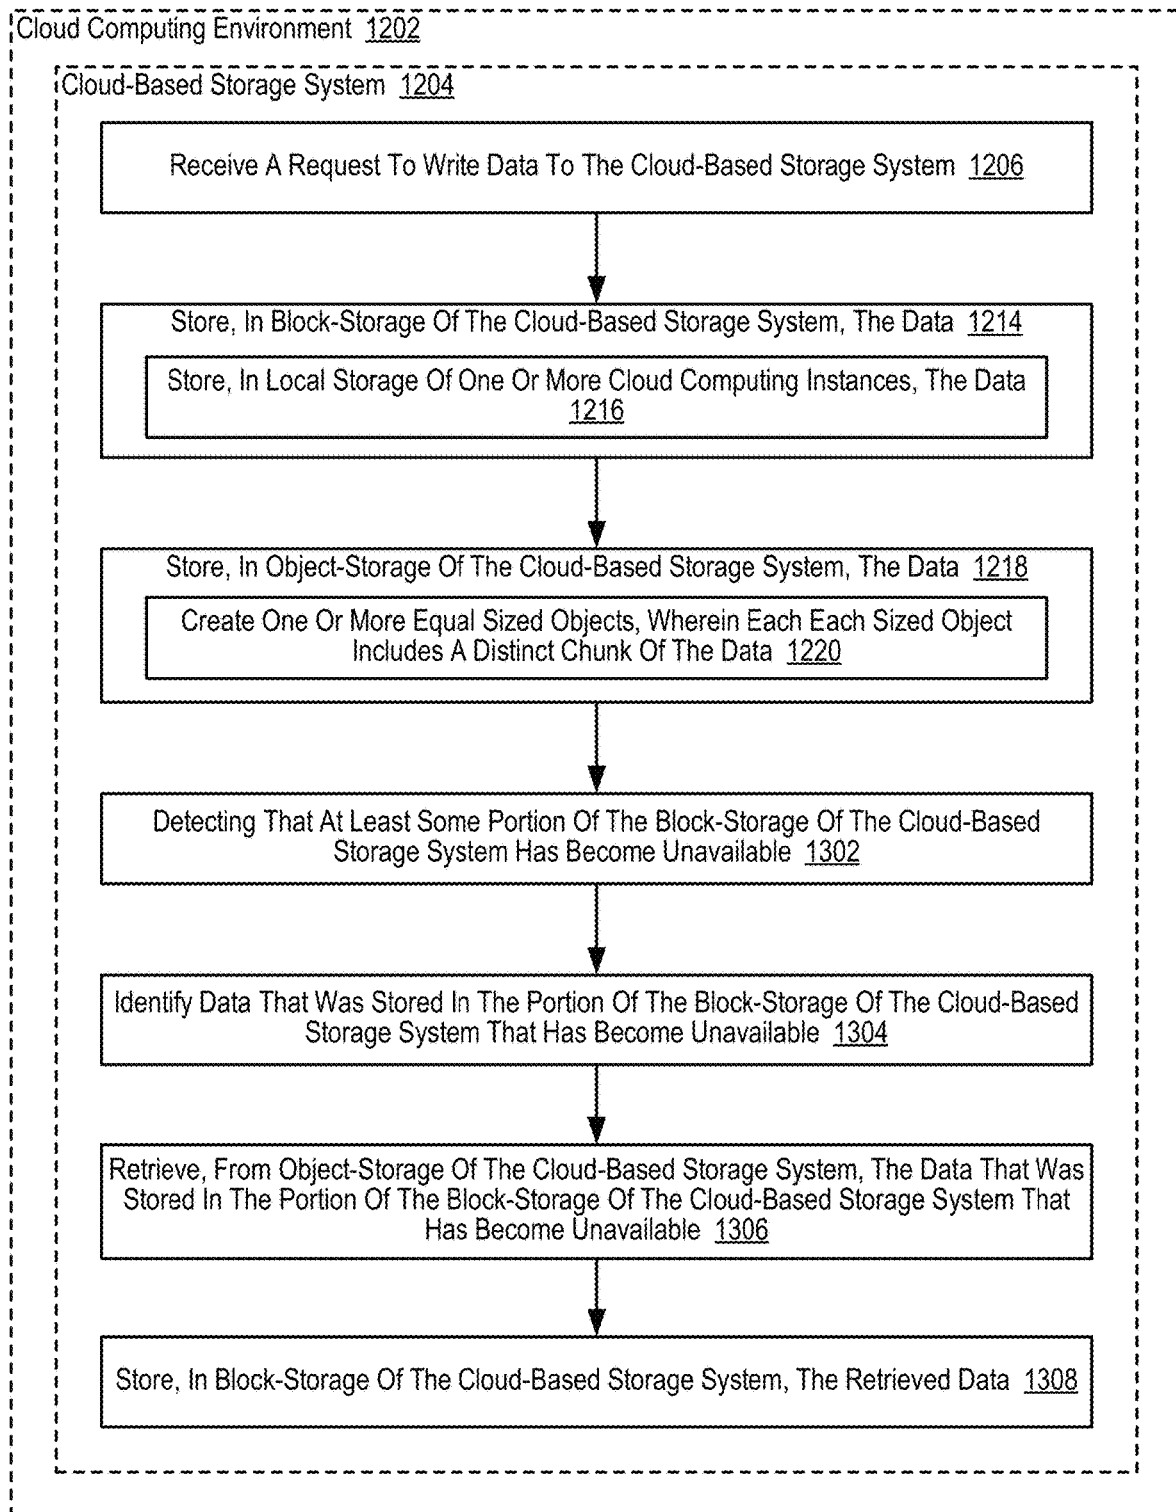 Cloud Computing Environment 1202
Cloud-Based Storage System 1204
Receive A Request To Write Data To The Cloud-Based Storage System 1206
Store, In Block-Storage Of The Cloud-Based Storage System, The Data 1214
Store, In Local Storage Of One Or More Cloud Computing Instances, The Data
1216
Store, In Object-Storage Of The Cloud-Based Storage System, The Data 1218
Create One Or More Equal Sized Objects, Wherein Each Each Sized Object
Includes A Distinct Chunk Of The Data 1220
Detecting That At Least Some Portion Of The Block-Storage Of The Cloud-Based
Storage System Has Become Unavailable 1302
Identify Data That Was Stored In The Portion Of The Block-Storage Of The Cloud-Based
Storage System That Has Become Unavailable 1304
Retrieve, From Object-Storage Of The Cloud-Based Storage System, The Data That Was
Stored In The Portion Of The Block-Storage Of The Cloud-Based Storage System That
Has Become Unavailable 1306
Store, In Block-Storage Of The Cloud-Based Storage System, The Retrieved Data 1308